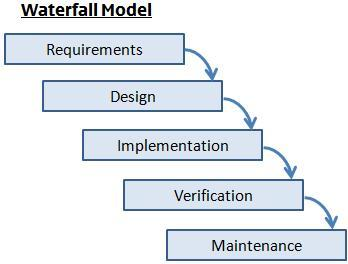 Waterfall Model
Requirements
Design
Implementation
Verification
Maintenance